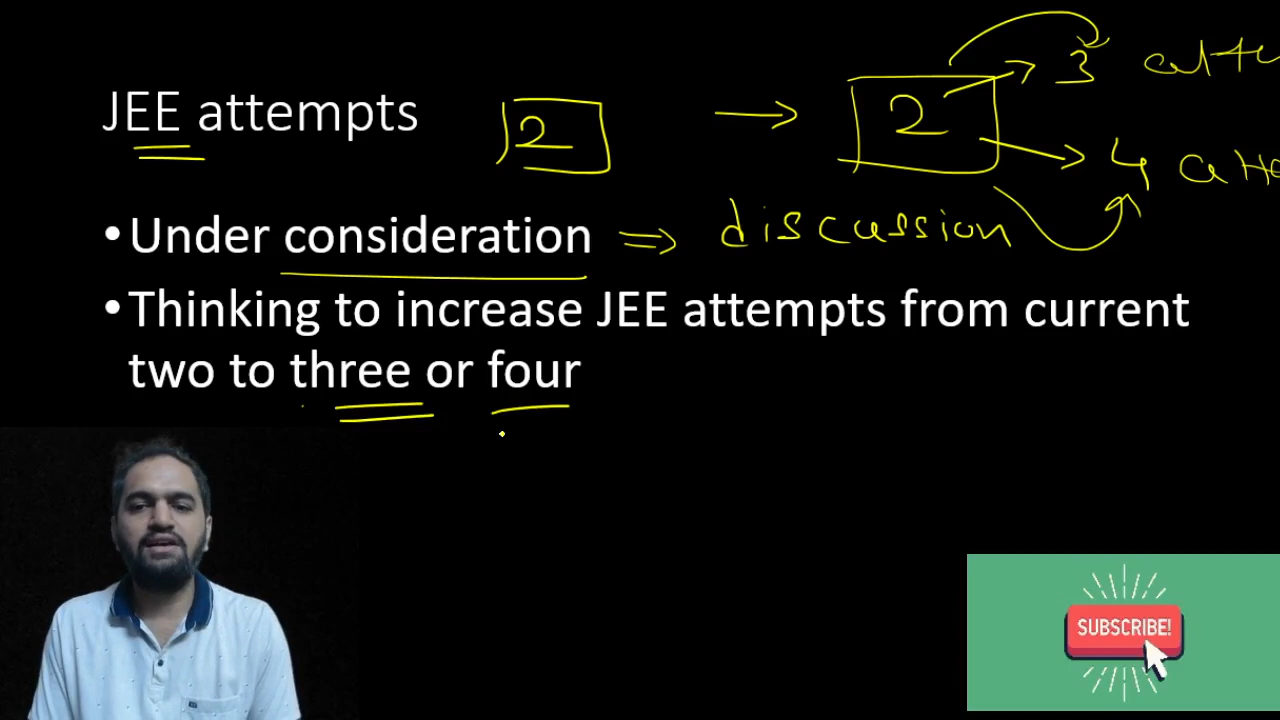 JEE attempts 2 → 2 → 3
→ 4
• Under consideration ⇒ discussion
• Thinking to increase JEE attempts from current
two to three or four
SUBSCRIBE!